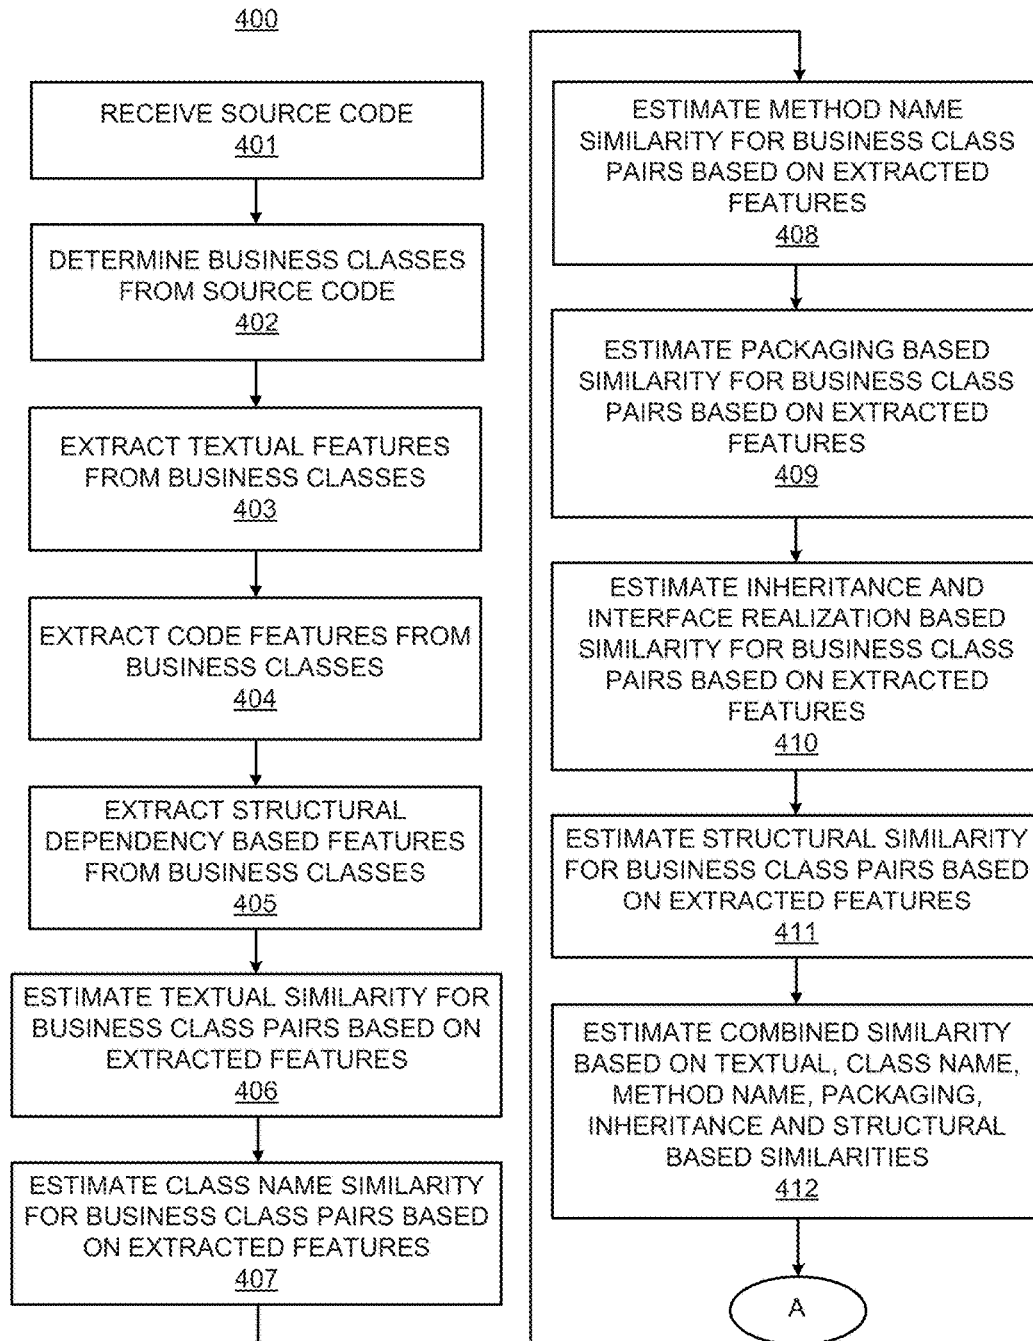 400
RECEIVE SOURCE CODE
401
DETERMINE BUSINESS CLASSES
FROM SOURCE CODE
402
EXTRACT TEXTUAL FEATURES
FROM BUSINESS CLASSES
403
EXTRACT CODE FEATURES FROM
BUSINESS CLASSES
404
EXTRACT STRUCTURAL
DEPENDENCY BASED FEATURES
FROM BUSINESS CLASSES
405
ESTIMATE TEXTUAL SIMILARITY FOR
BUSINESS CLASS PAIRS BASED ON
EXTRACTED FEATURES
406
ESTIMATE CLASS NAME SIMILARITY
FOR BUSINESS CLASS PAIRS BASED
ON EXTRACTED FEATURES
407
ESTIMATE METHOD NAME
SIMILARITY FOR BUSINESS CLASS
PAIRS BASED ON EXTRACTED
FEATURES
408
ESTIMATE PACKAGING BASED
SIMILARITY FOR BUSINESS CLASS
PAIRS BASED ON EXTRACTED
FEATURES
409
ESTIMATE INHERITANCE AND
INTERFACE REALIZATION BASED
SIMILARITY FOR BUSINESS CLASS
PAIRS BASED ON EXTRACTED
FEATURES
410
ESTIMATE STRUCTURAL SIMILARITY
FOR BUSINESS CLASS PAIRS BASED
ON EXTRACTED FEATURES
411
ESTIMATE COMBINED SIMILARITY
BASED ON TEXTUAL, CLASS NAME,
METHOD NAME, PACKAGING,
INHERITANCE AND STRUCTURAL
BASED SIMILARITIES
412
A